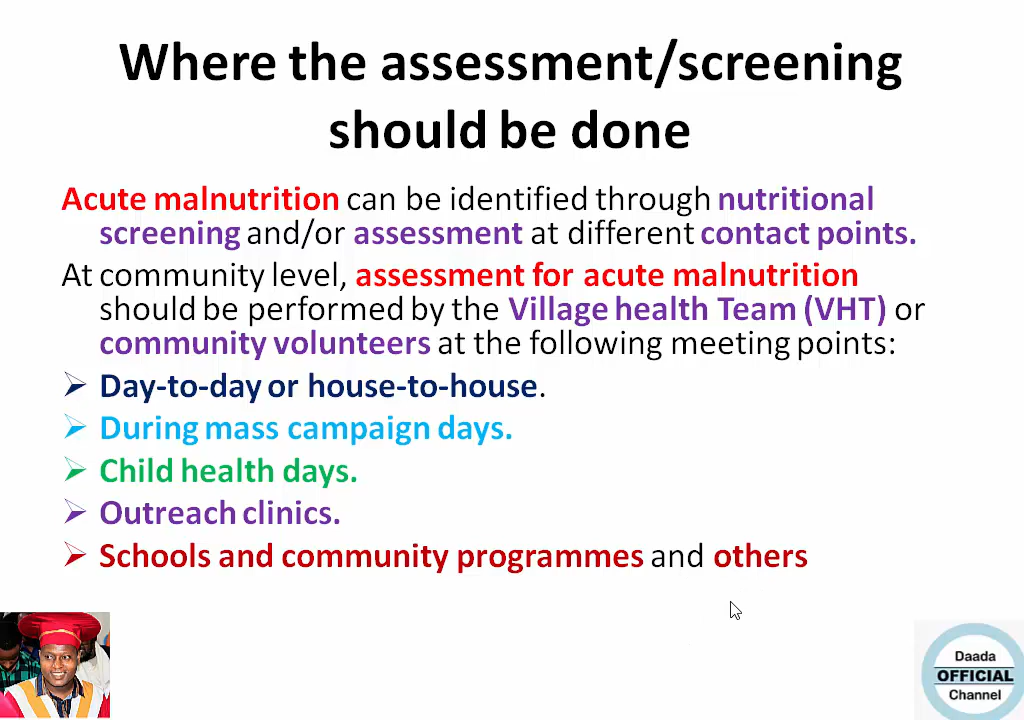 Where the assessment/screening
should be done
Acute malnutrition can be identified through nutritional
screening and/or assessment at different contact points.
At community level, assessment for acute malnutrition
should be performed by the Village health Team (VHT) or
community volunteers at the following meeting points:
Day-to-day or house-to-house.
During mass campaign days.
Child health days.
Outreach clinics.
Schools and community programmes and others
Daada
OFFICIAL
Channel